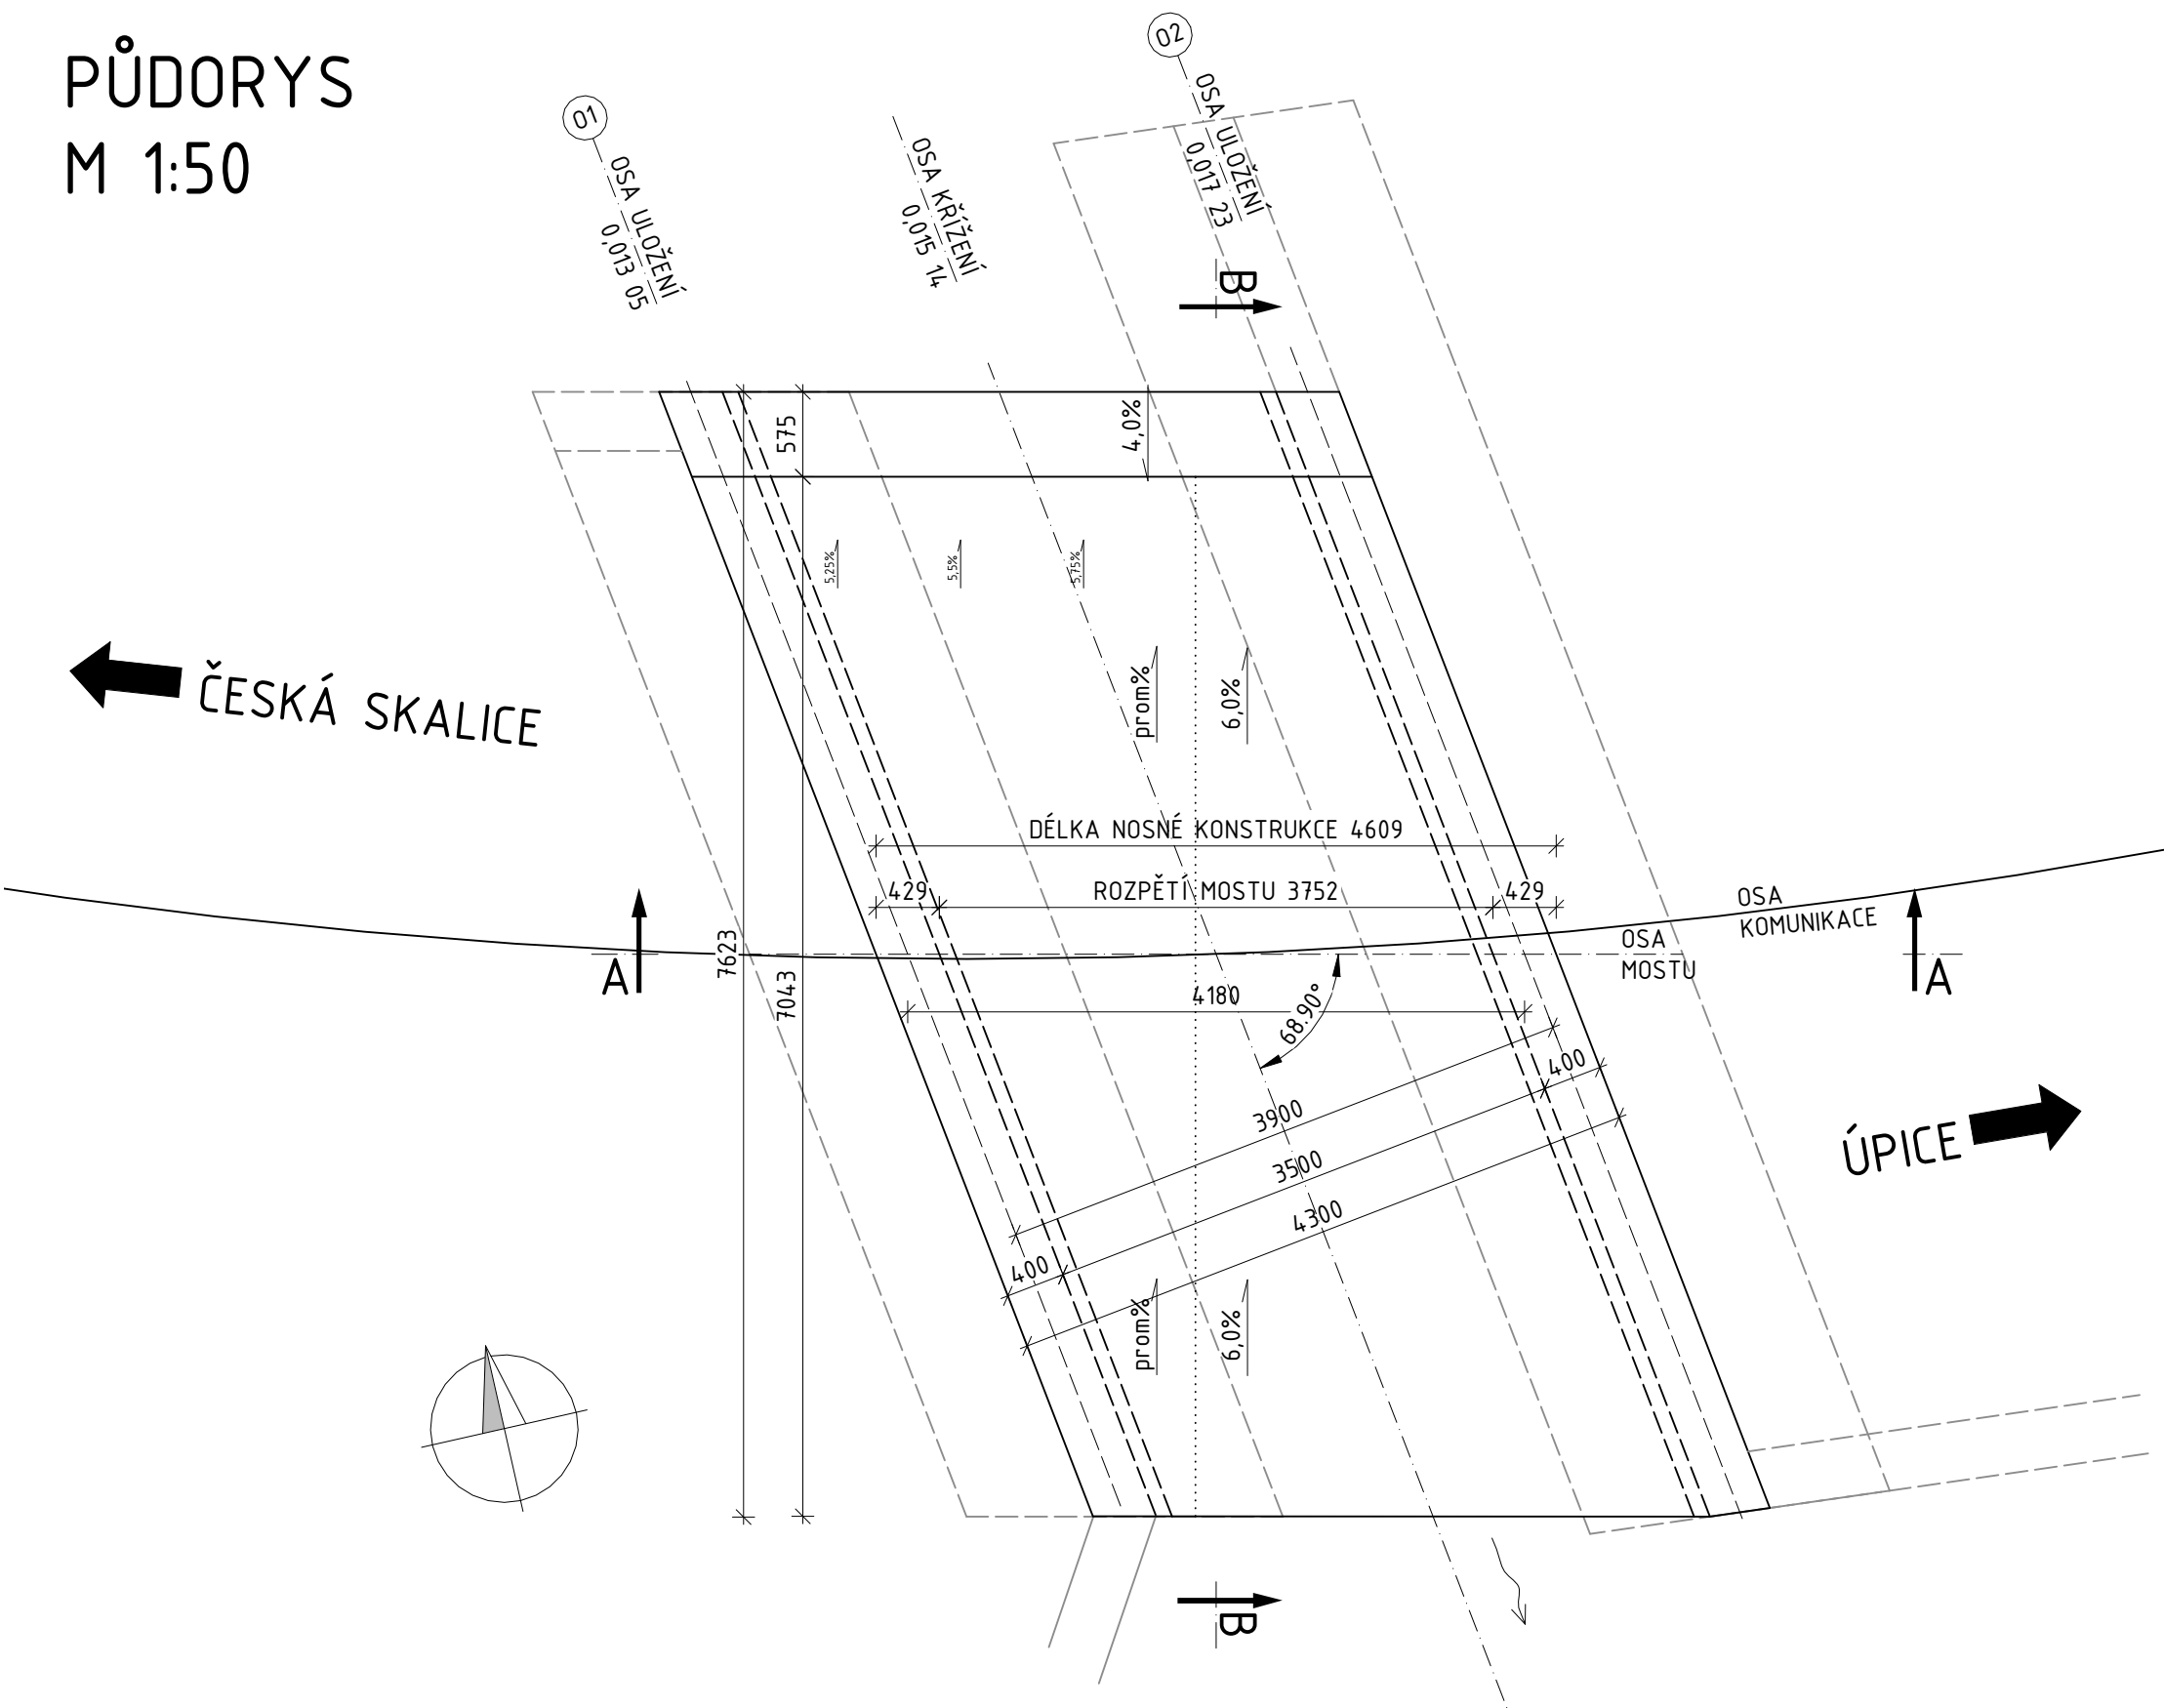 PŮDORYS
M 1:50
01
OSA ULOŽENÍ
0,013 05
OSA KŘÍŽENÍ
0,015 14
02
OSA ULOŽENÍ
0,017 23
B
575
4,0%
5,25%
5,5%
5,75%
ČESKÁ SKALICE
prom%
6,0%
DÉLKA NOSNÉ KONSTRUKCE 4609
429
ROZPĚTÍ MOSTU 3752
429
OSA
KOMUNIKACE
OSA
MOSTU
A
A
7623
7043
4180
68.90°
400
3900
3500
4300
400
ÚPICE
prom%
6,0%
B